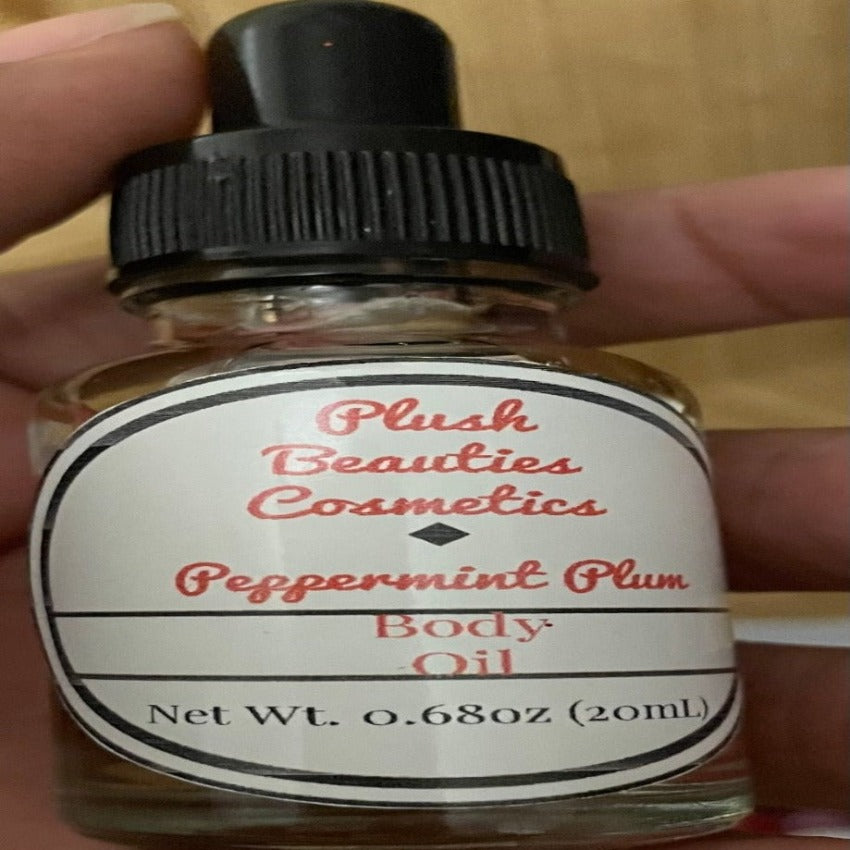 Plush
Beauties
Cosmetics
Peppermint Plum
Body
Oil
Net Wt. 0.68oz (20mL)